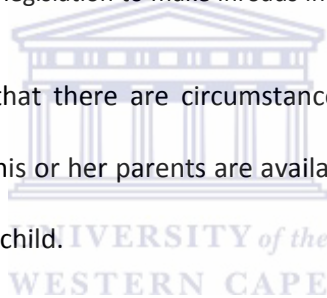 legislation to make inroads in
that there are circumstance
his or her parents are availa
child.
UNIVERSITY of the
WESTERN CAPE